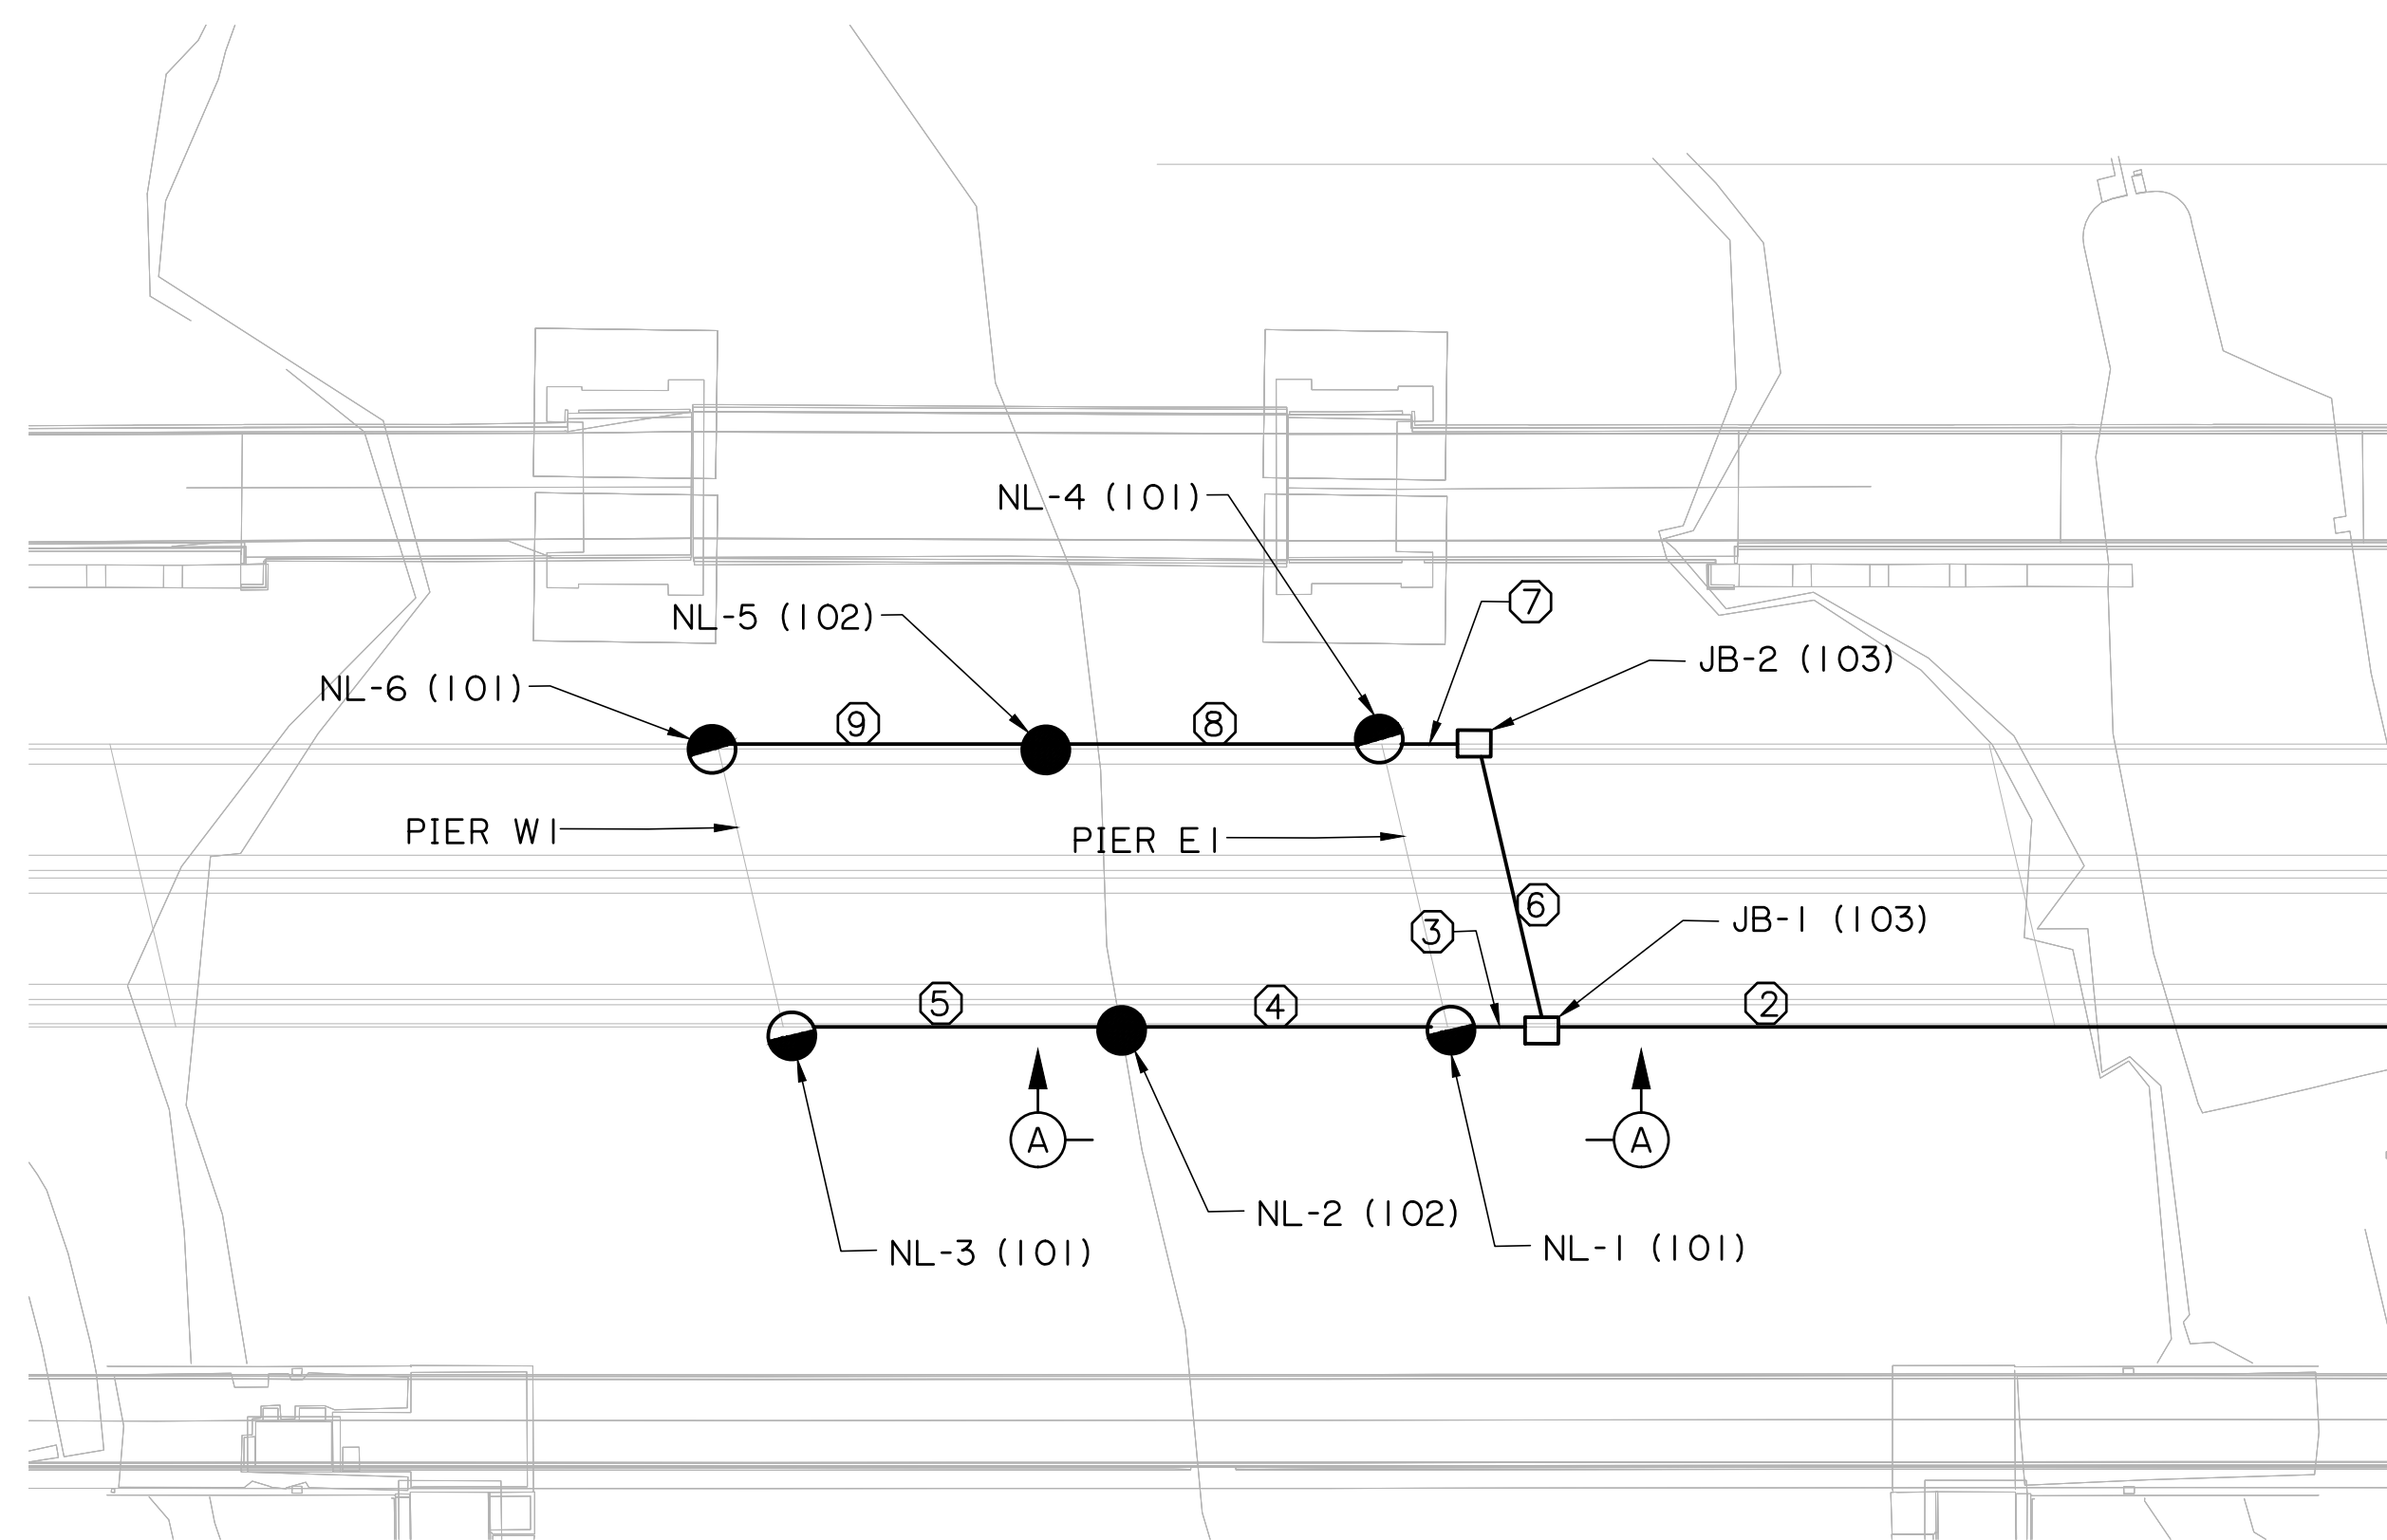 NL-4 (101)
7
NL-5 (102)
JB-2 (103)
NL-6 (101)
9
8
PIER W1
PIER E1
6
3
JB-1 (103)
5
4
2
A
A
NL-2 (102)
NL-3 (101)
NL-1 (101)